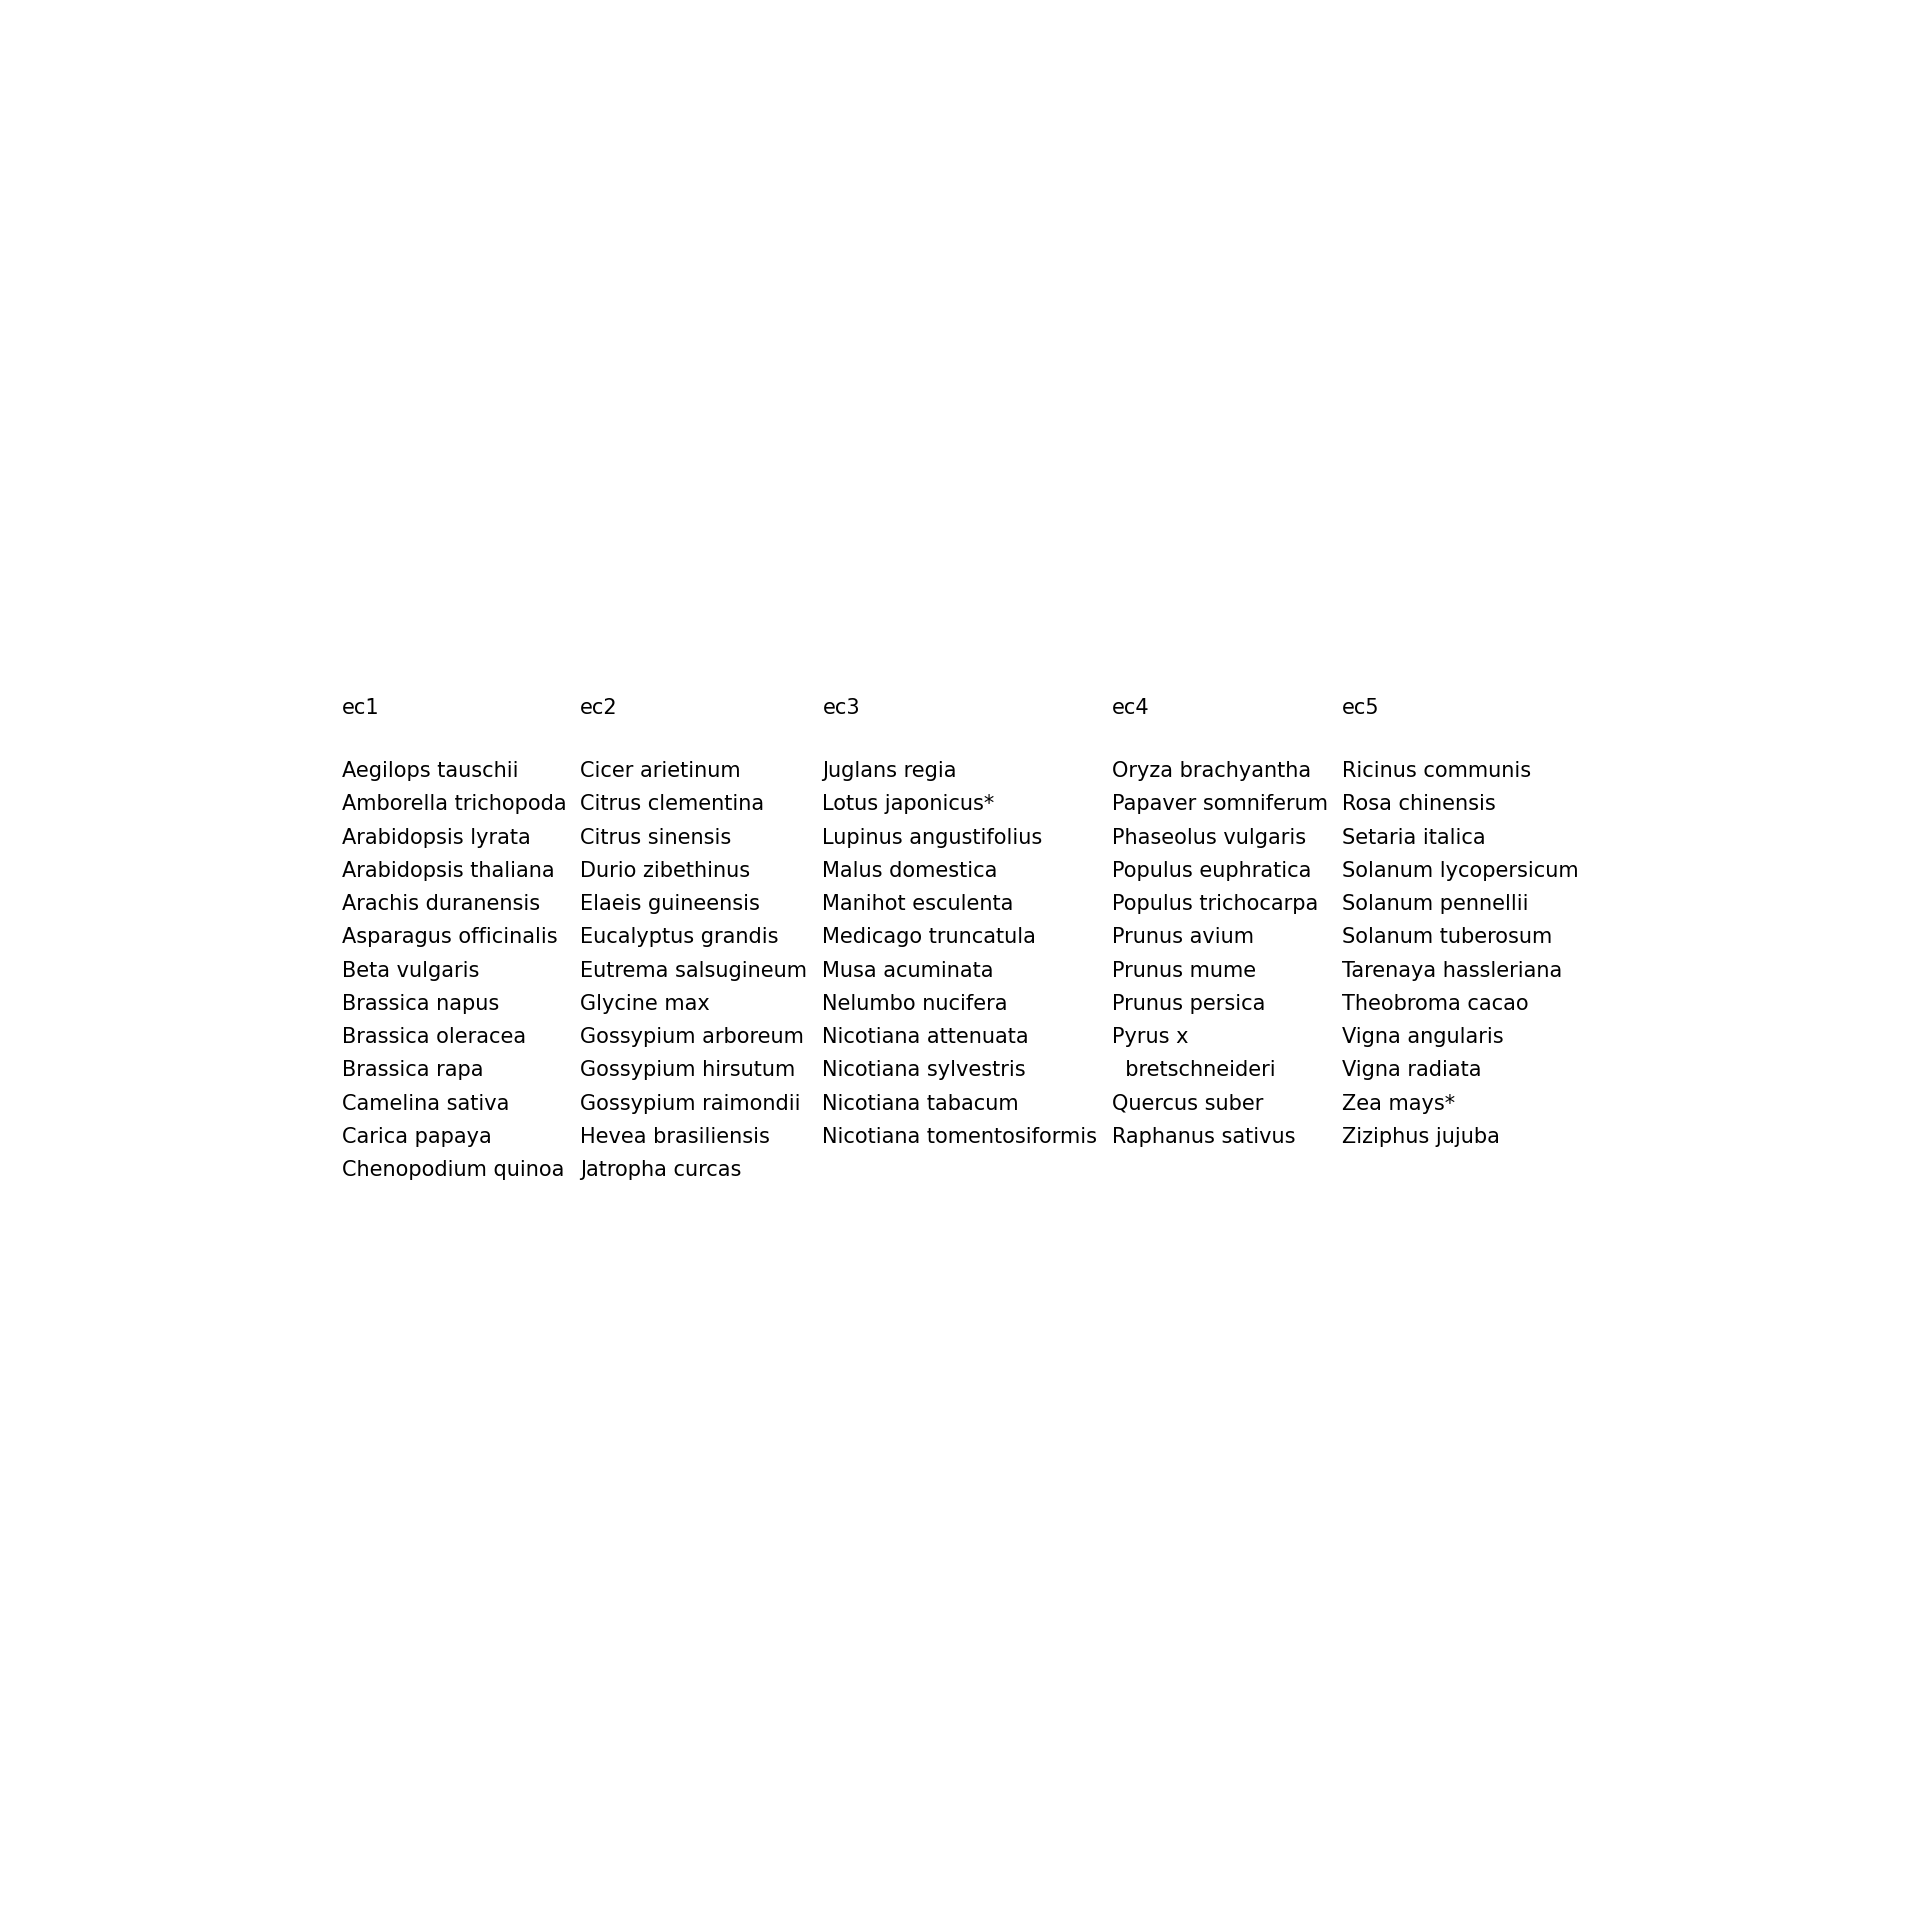 ec1 ec2 ec3 ec4 ec5
Aegilops tauschii Cicer arietinum Juglans regia Oryza brachyantha Ricinus communis
Amborella trichopoda Citrus clementina Lotus japonicus* Papaver somniferum Rosa chinensis
Arabidopsis lyrata Citrus sinensis Lupinus angustifolius Phaseolus vulgaris Setaria italica
Arabidopsis thaliana Durio zibethinus Malus domestica Populus euphratica Solanum lycopersicum
Arachis duranensis Elaeis guineensis Manihot esculenta Populus trichocarpa Solanum pennellii
Asparagus officinalis Eucalyptus grandis Medicago truncatula Prunus avium Solanum tuberosum
Beta vulgaris Eutrema salsugineum Musa acuminata Prunus mume Tarenaya hassleriana
Brassica napus Glycine max Nelumbo nucifera Prunus persica Theobroma cacao
Brassica oleracea Gossypium arboreum Nicotiana attenuata Pyrus x Vigna angularis
Brassica rapa Gossypium hirsutum Nicotiana sylvestris bretschneideri Vigna radiata
Camelina sativa Gossypium raimondii Nicotiana tabacum Quercus suber Zea mays*
Carica papaya Hevea brasiliensis Nicotiana tomentosiformis Raphanus sativus Ziziphus jujuba
Chenopodium quinoa Jatropha curcas